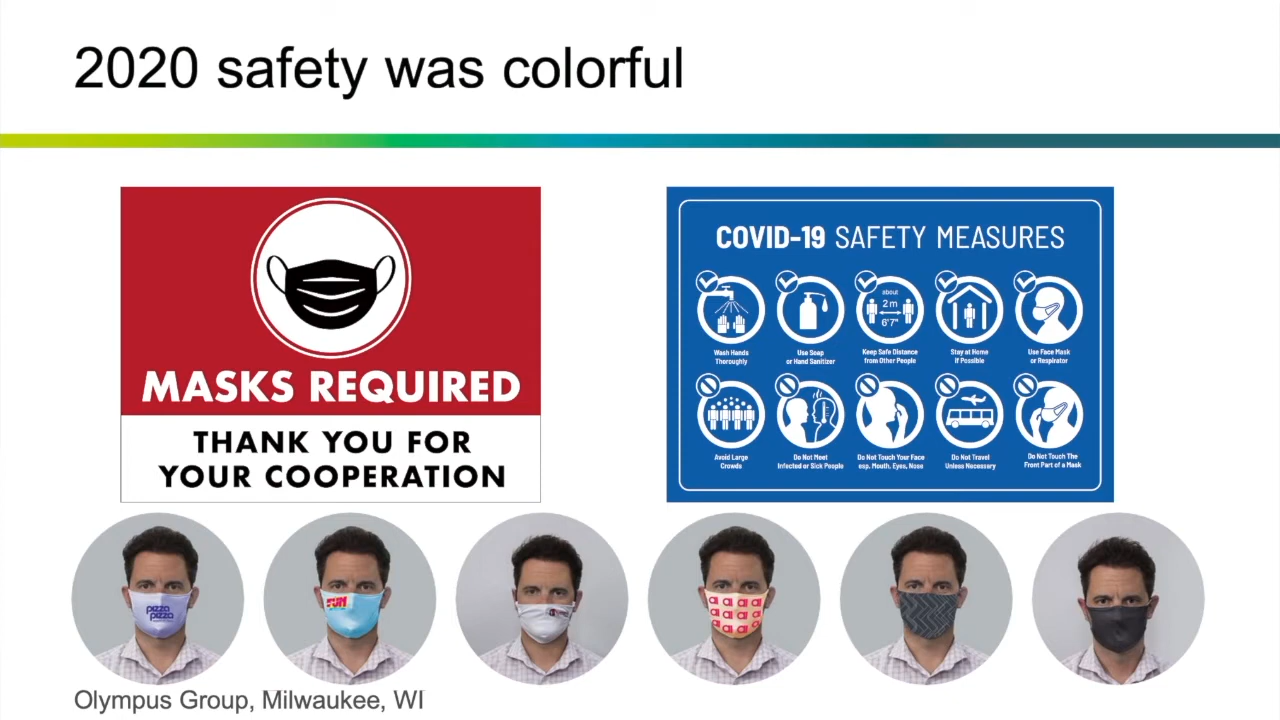 2020 safety was colorful
MASKS REQUIRED
THANK YOU FOR
YOUR COOPERATION
COVID-19 SAFETY MEASURES
about
2 m
6'7"
Wash Hands
Thoroughly
Use Soap
or Hand Sanitizer
Keep Safe Distance
from Other People
Stay at Home
if Possible
Use Face Mask
or Respirator
Avoid Large
Crowds
Do Not Meet
Infected or Sick People
Do Not Touch Your Face
esp. Mouth, Eyes, Nose
Do Not Travel
Unless Necessary
Do Not Touch The
Front Part of a Mask
pizza
pizza
FUN
Olympus Group, Milwaukee, WI